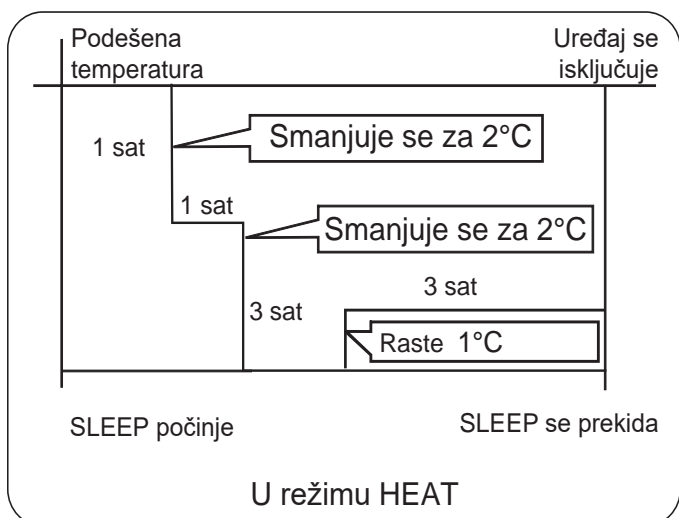 Podešena
temperatura
Uređaj se
isključuje
1 sat
Smanjuje se za 2°C
1 sat
Smanjuje se za 2°C
3 sat
3 sat
Raste 1°C
SLEEP počinje
SLEEP se prekida
U režimu HEAT